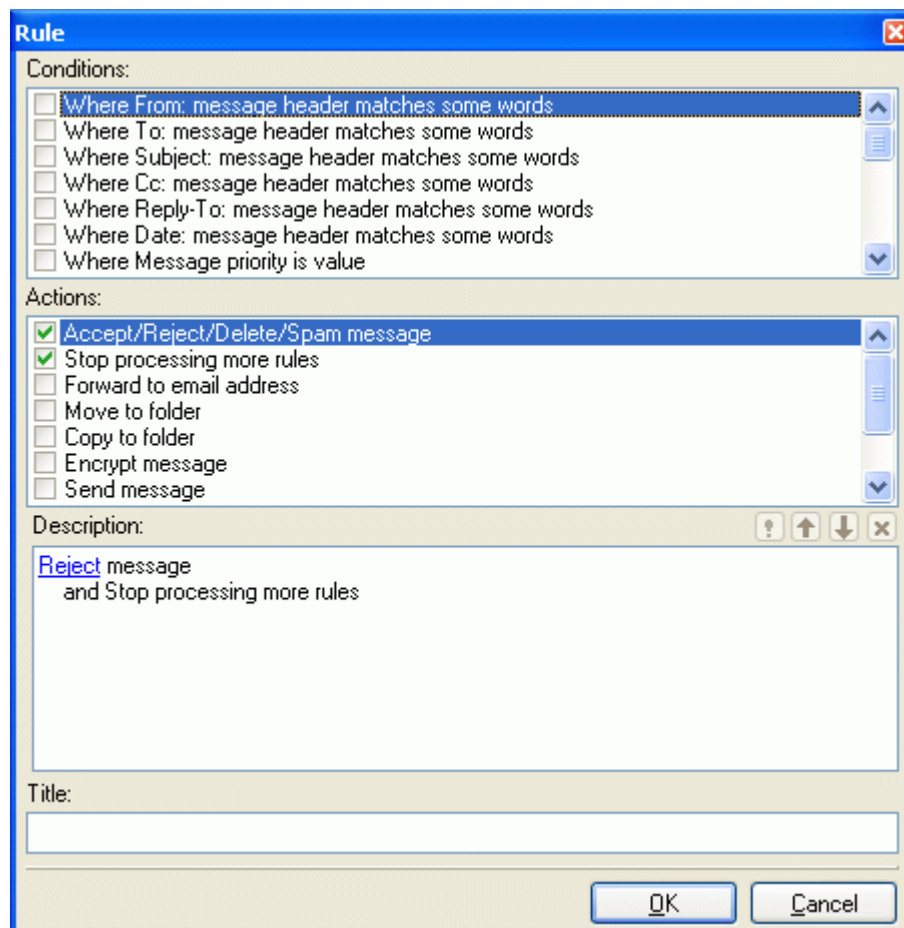 Rule
Conditions:
Where From: message header matches some words
Where To: message header matches some words
Where Subject: message header matches some words
Where Cc: message header matches some words
Where Reply-To: message header matches some words
Where Date: message header matches some words
Where Message priority is value
Actions:
Accept/Reject/Delete/Spam message
Stop processing more rules
Forward to email address
Move to folder
Copy to folder
Encrypt message
Send message
Description:
Reject message
and Stop processing more rules
Title:
OK Cancel